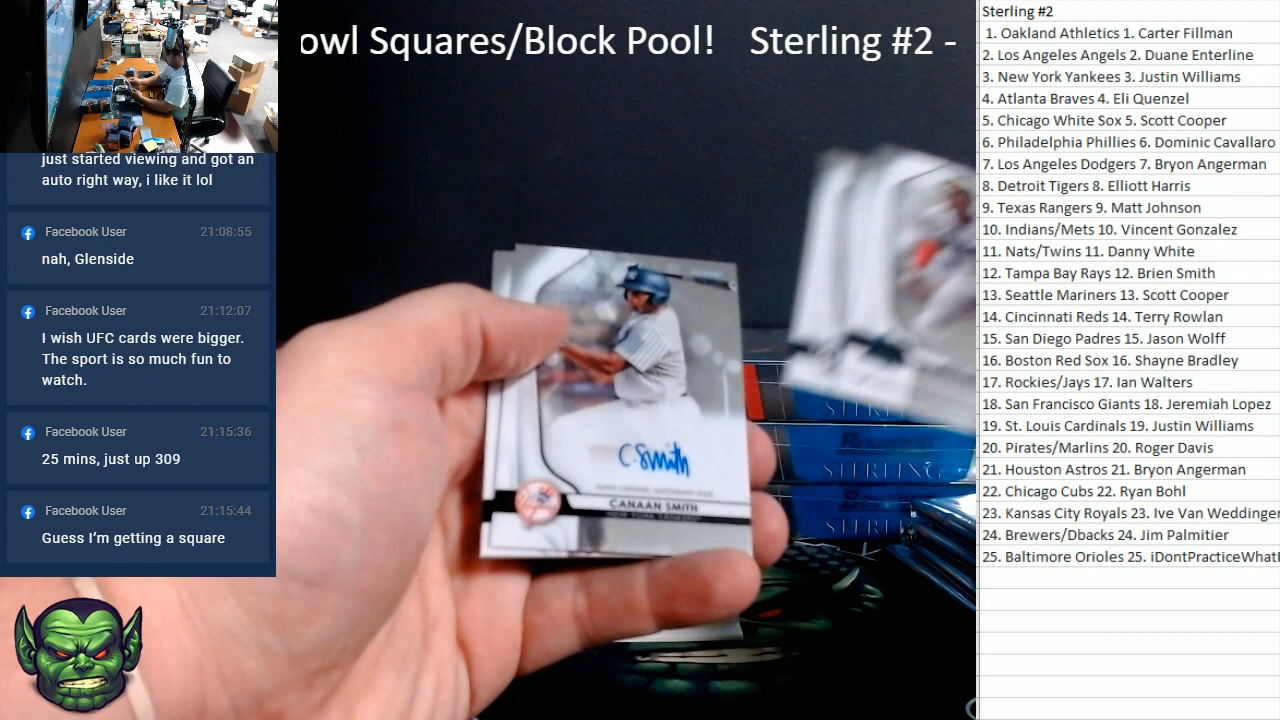 owl Squares/Block Pool! Sterling #2 -
just started viewing and got an
auto right way, i like it lol
Facebook User 21:08:55
nah, Glenside
Facebook User 21:12:07
I wish UFC cards were bigger.
The sport is so much fun to
watch.
Facebook User 21:15:36
25 mins, just up 309
Facebook User 21:15:44
Guess I'm getting a square
C. Smith
CANAAN SMITH
NEW YORK YANKEES
STERLING
STERLING
Sterling #2
1. Oakland Athletics 1. Carter Fillman
2. Los Angeles Angels 2. Duane Enterline
3. New York Yankees 3. Justin Williams
4. Atlanta Braves 4. Eli Quenzel
5. Chicago White Sox 5. Scott Cooper
6. Philadelphia Phillies 6. Dominic Cavallaro
7. Los Angeles Dodgers 7. Bryon Angerman
8. Detroit Tigers 8. Elliott Harris
9. Texas Rangers 9. Matt Johnson
10. Indians/Mets 10. Vincent Gonzalez
11. Nats/Twins 11. Danny White
12. Tampa Bay Rays 12. Brien Smith
13. Seattle Mariners 13. Scott Cooper
14. Cincinnati Reds 14. Terry Rowlan
15. San Diego Padres 15. Jason Wolff
16. Boston Red Sox 16. Shayne Bradley
17. Rockies/Jays 17. Ian Walters
18. San Francisco Giants 18. Jeremiah Lopez
19. St. Louis Cardinals 19. Justin Williams
20. Pirates/Marlins 20. Roger Davis
21. Houston Astros 21. Bryon Angerman
22. Chicago Cubs 22. Ryan Bohl
23. Kansas City Royals 23. Ive Van Weddinger
24. Brewers/Dbacks 24. Jim Palmitier
25. Baltimore Orioles 25. iDontPracticeWhatI